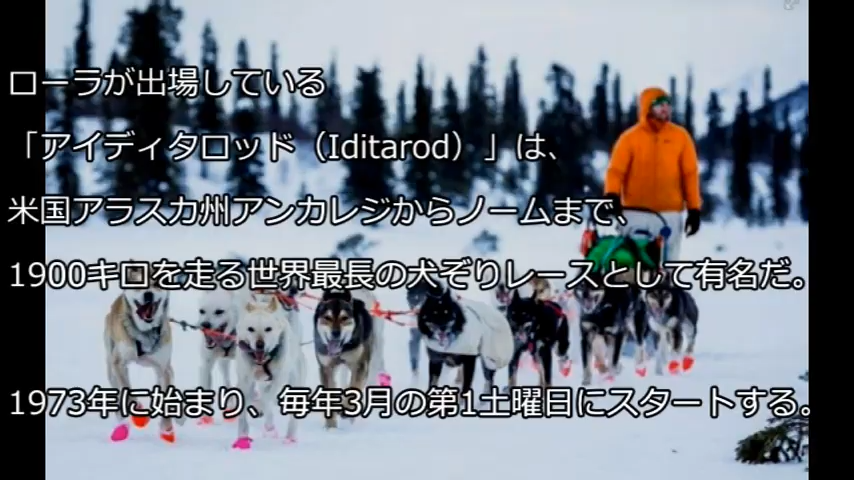 ローラが出場している
「アイディタロッド（Iditarod）」は、
米国アラスカ州アンカレジからノームまで、
1900キロを走る世界最長の犬ぞりレースとして有名だ。
1973年に始まり、毎年3月の第1土曜日にスタートする。